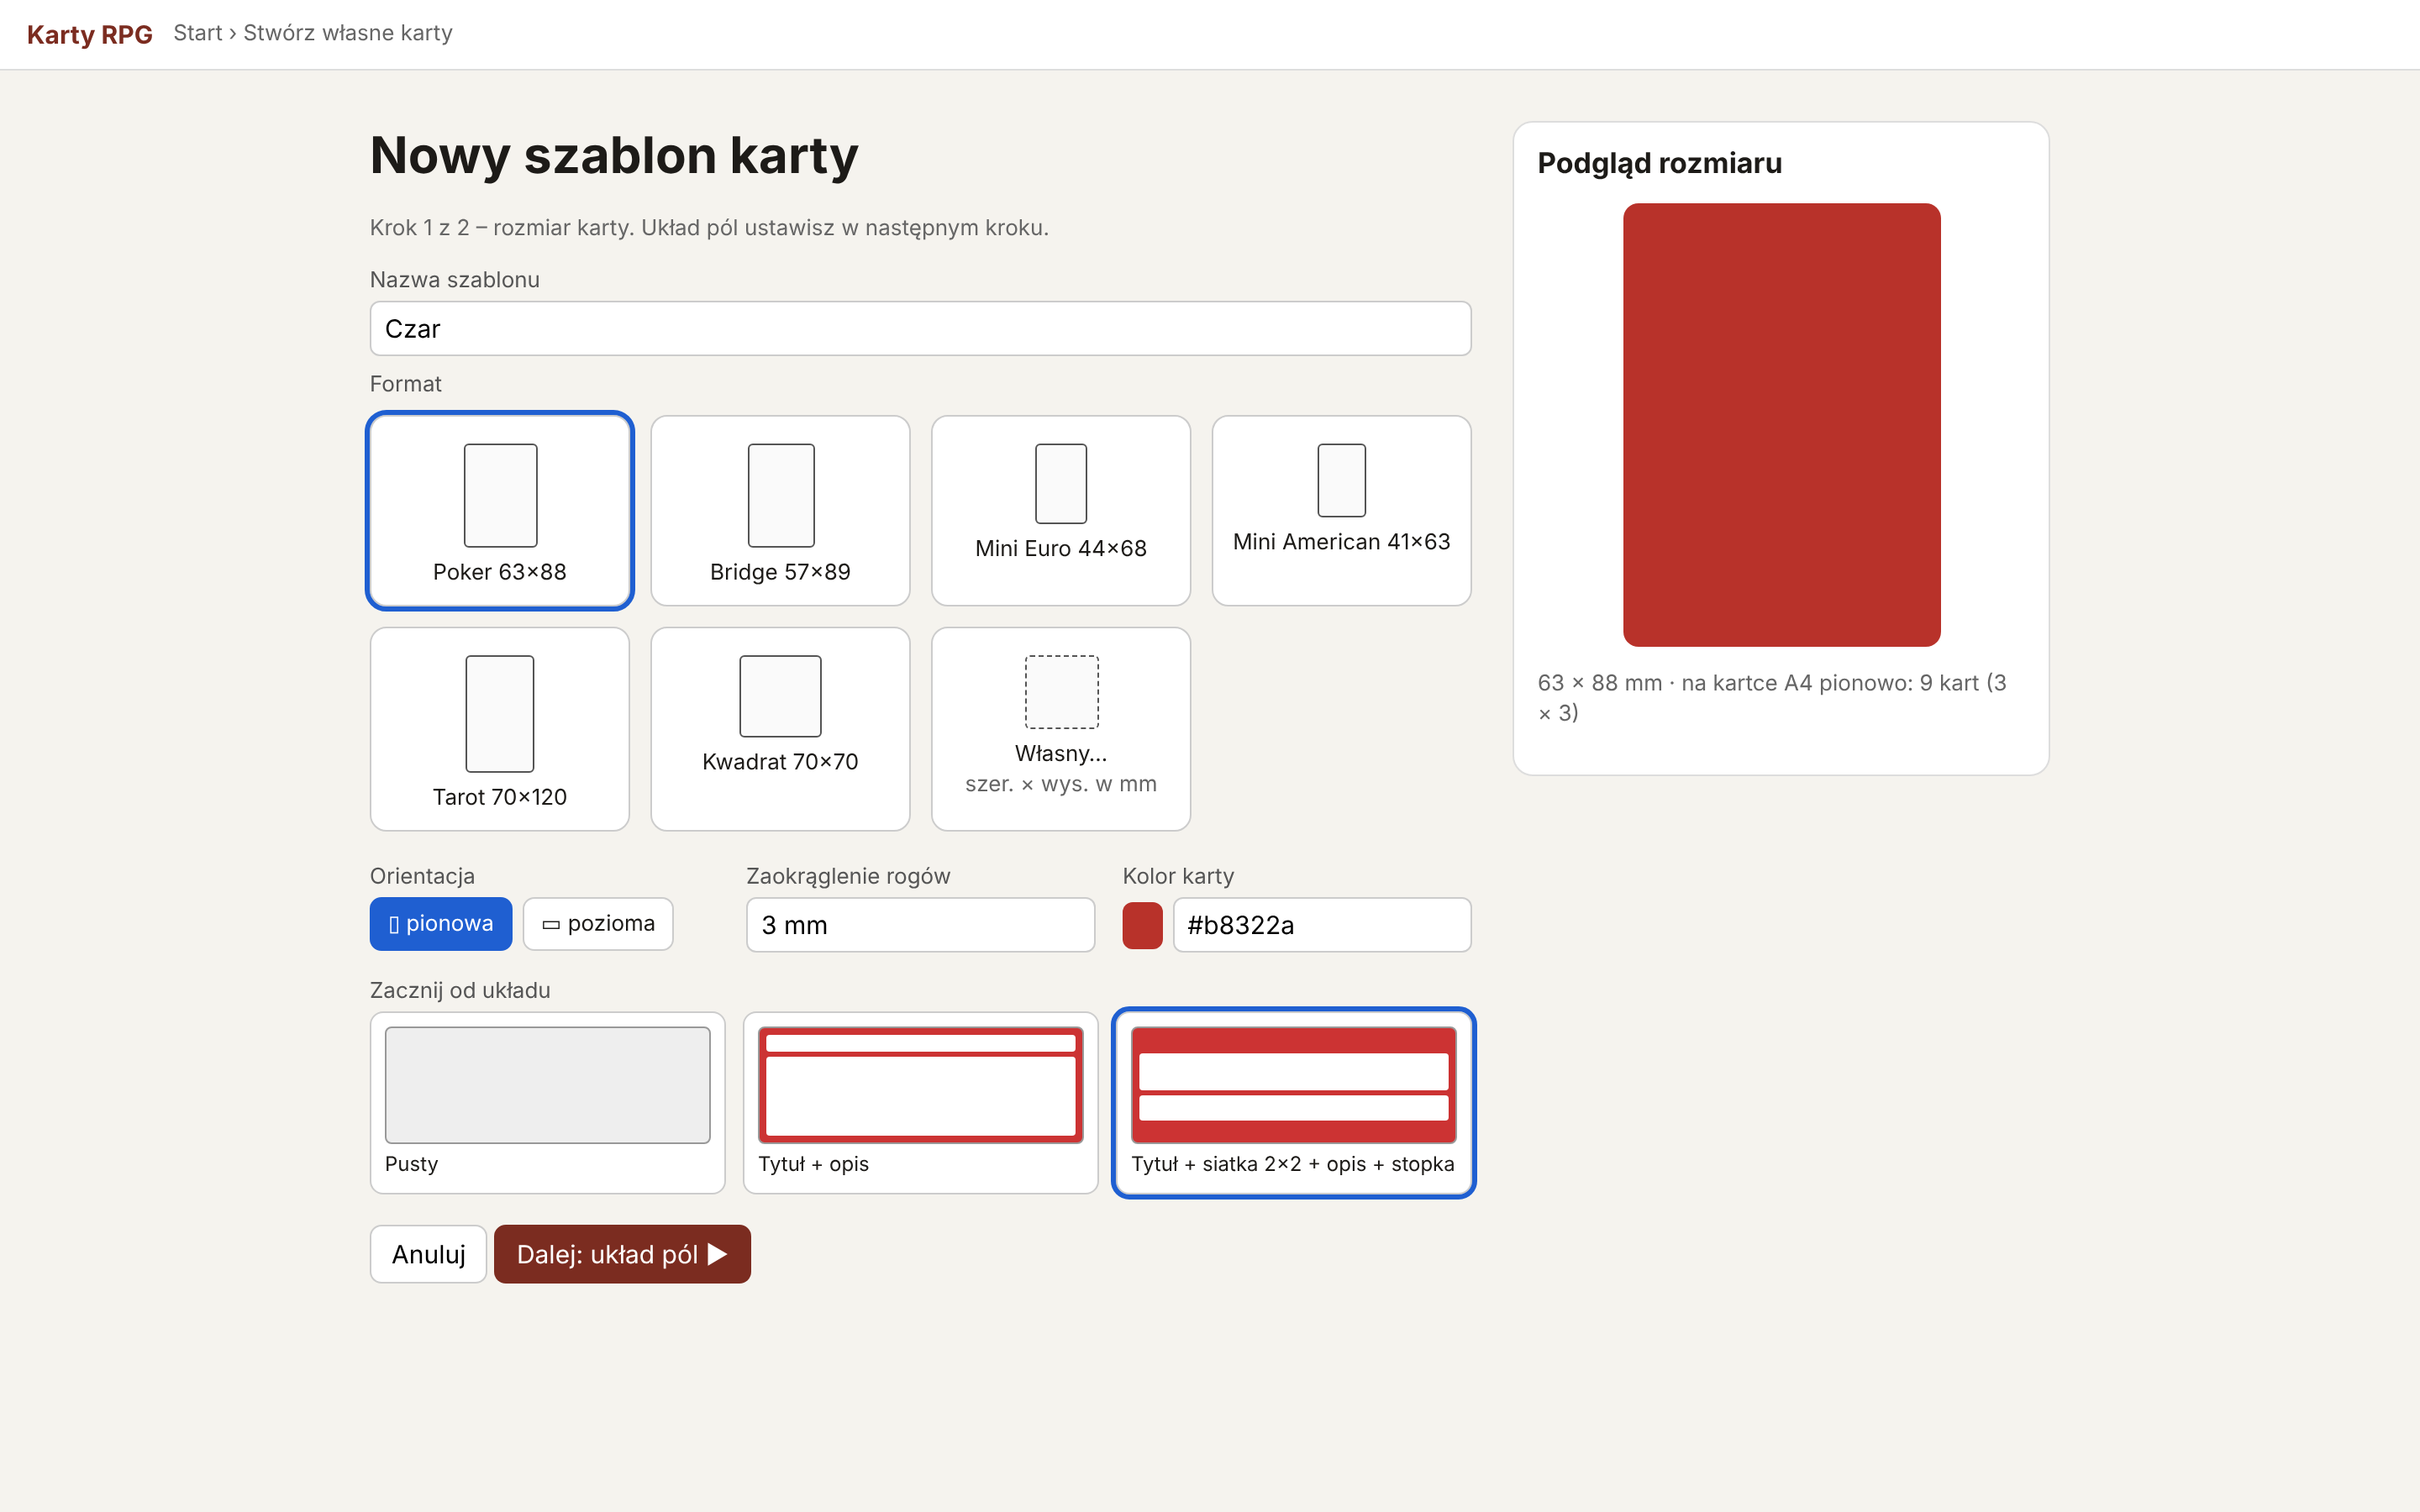 Karty RPG
Start › Stwórz własne karty
Nowy szablon karty
Krok 1 z 2 – rozmiar karty. Układ pól ustawisz w następnym kroku.
Nazwa szablonu
Czar
Format
Poker 63×88
Bridge 57×89
Mini Euro 44×68
Mini American 41×63
Tarot 70×120
Kwadrat 70×70
Własny...
szer. × wys. w mm
Orientacja
▯ pionowa
▭ pozioma
Zaokrąglenie rogów
3 mm
Kolor karty
#b8322a
Zacznij od układu
Pusty
Tytuł + opis
Tytuł + siatka 2×2 + opis + stopka
Anuluj
Dalej: układ pól ▶
Podgląd rozmiaru
63 × 88 mm · na kartce A4 pionowo: 9 kart (3
× 3)